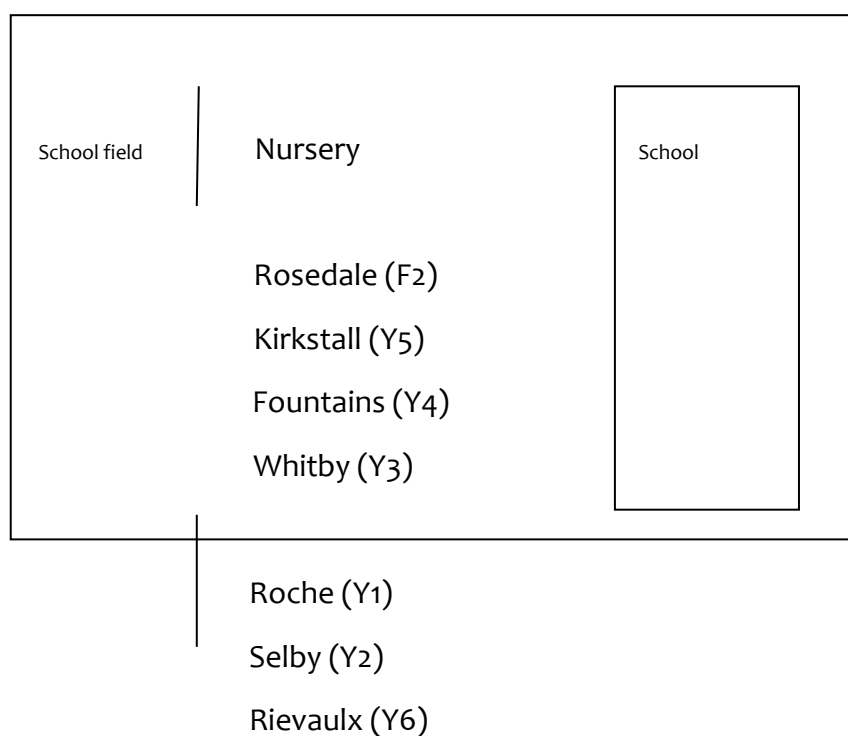 School field
Nursery
School
Rosedale (F2)
Kirkstall (Y5)
Fountains (Y4)
Whitby (Y3)
Roche (Y1)
Selby (Y2)
Rievaulx (Y6)